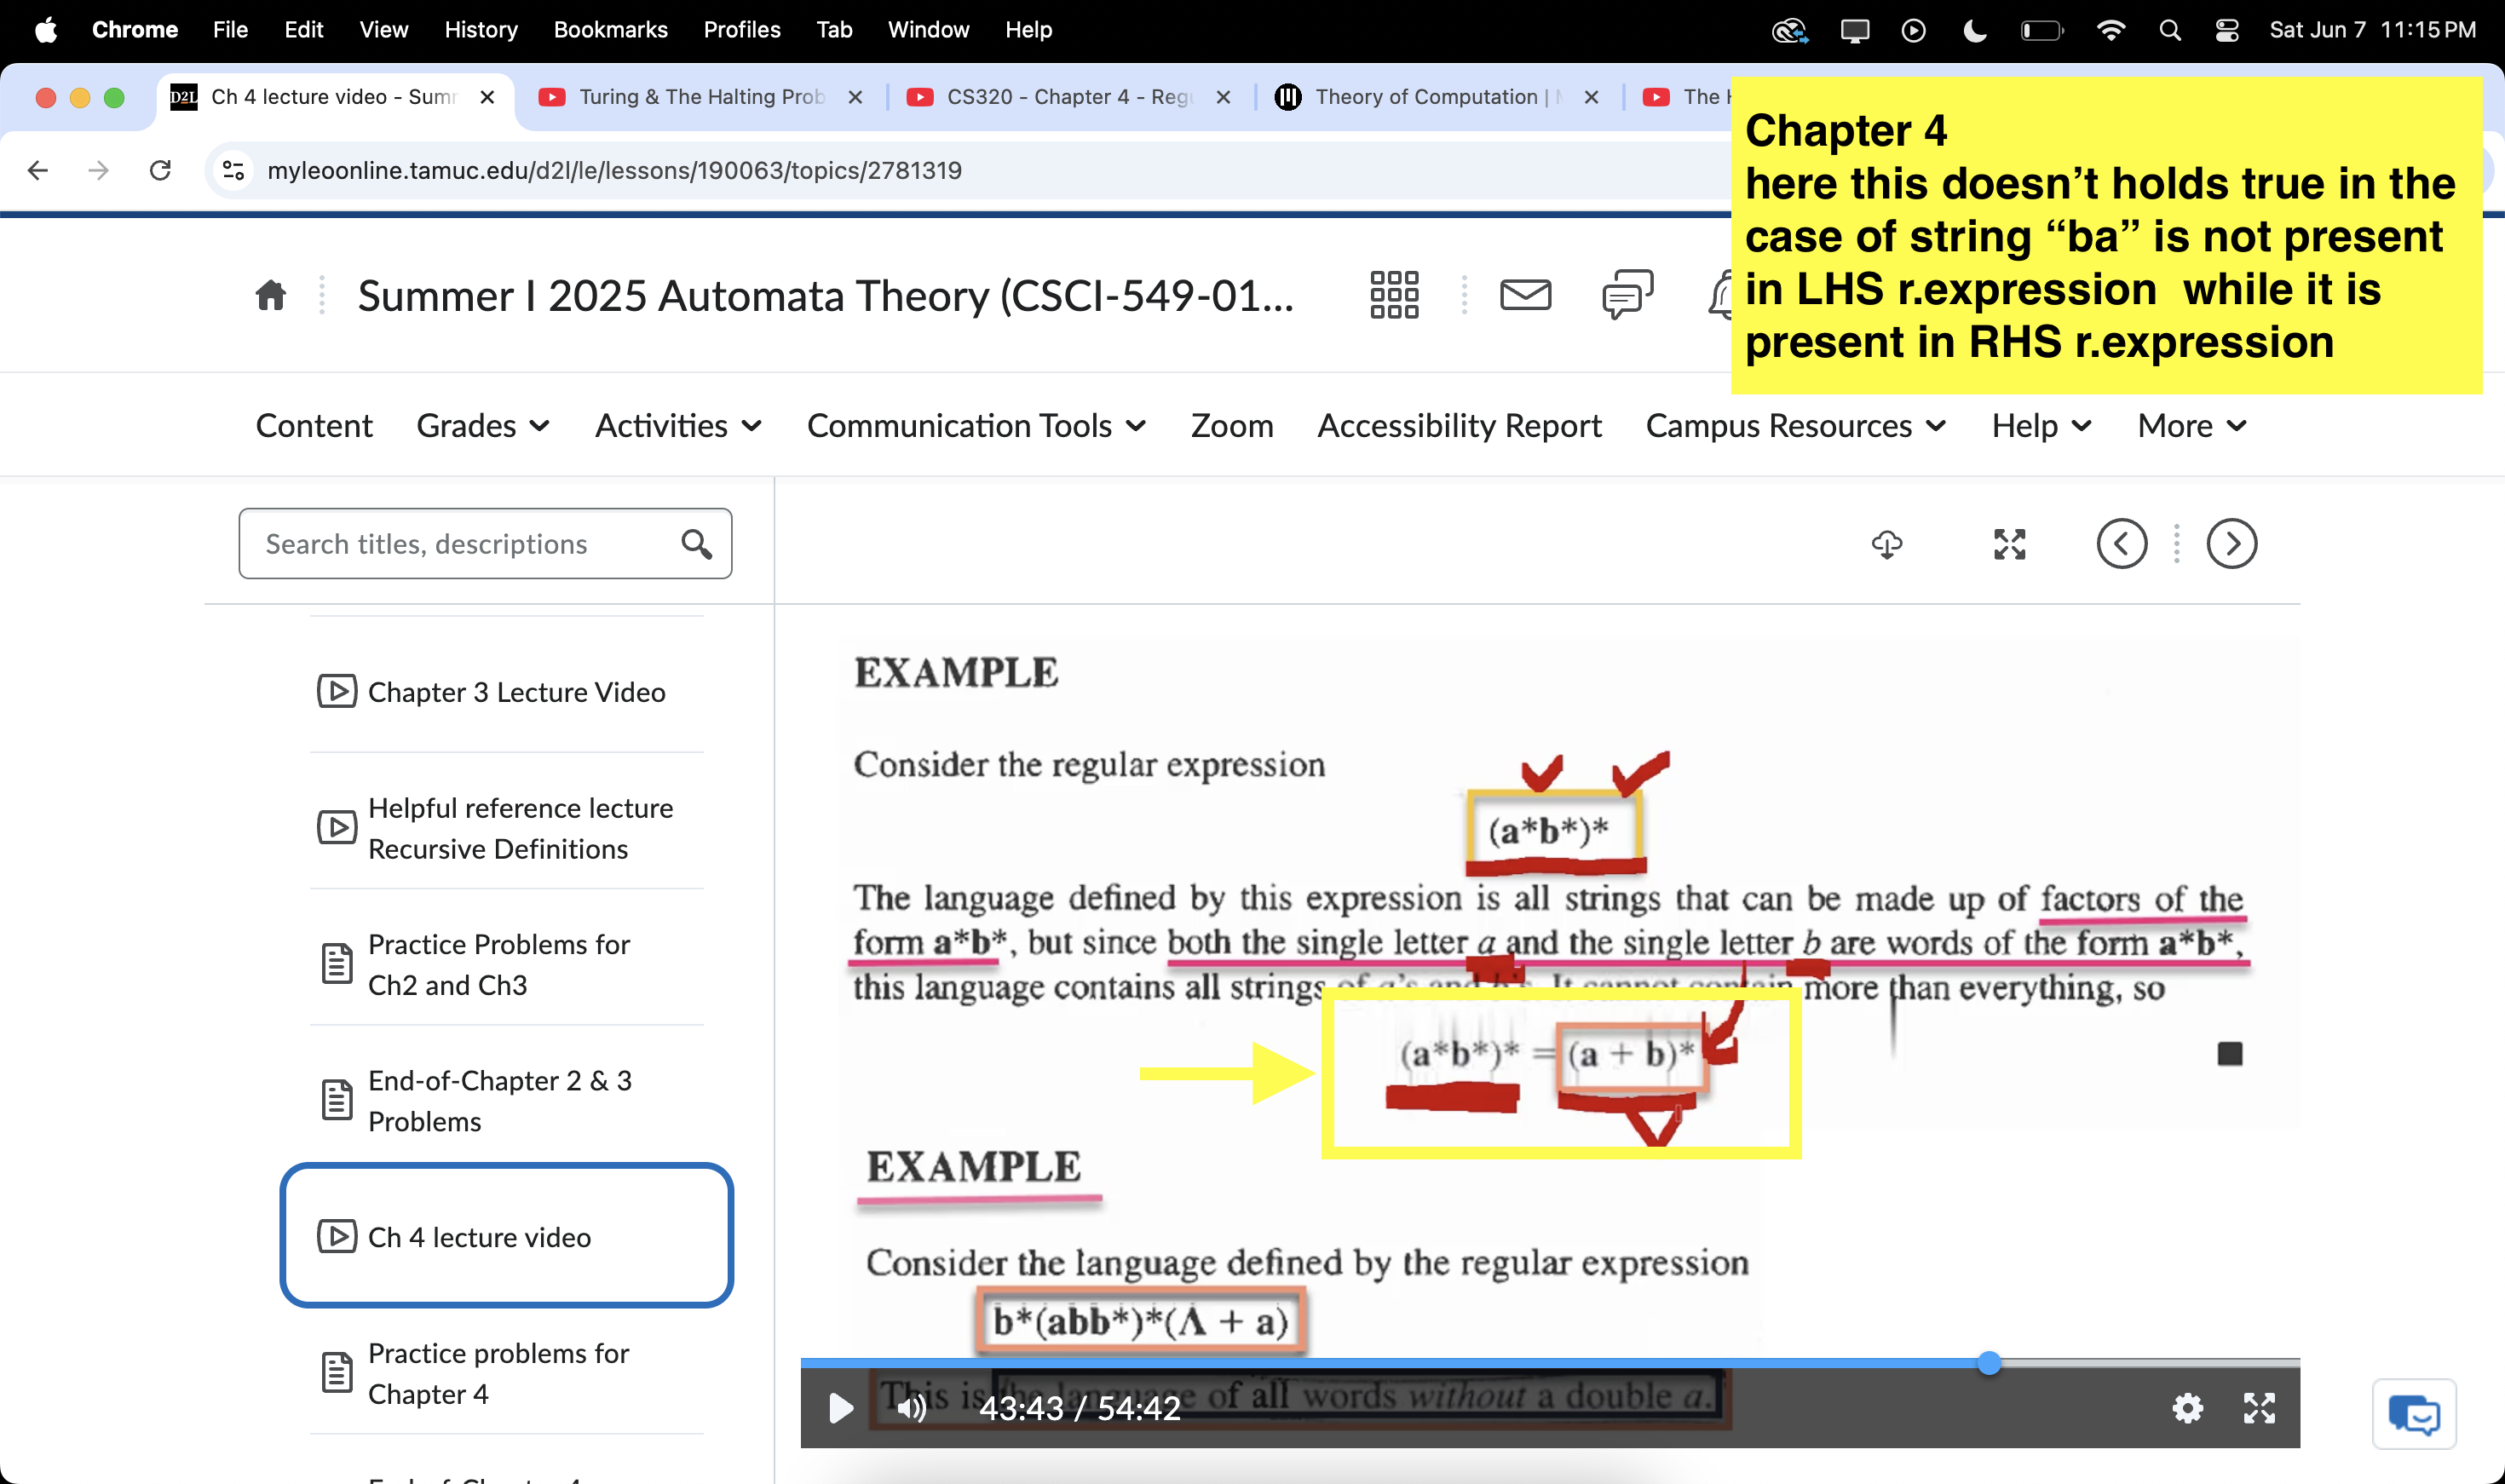 Chrome File Edit View History Bookmarks Profiles Tab Window Help Sat Jun 7 11:15 PM
D2L Ch 4 lecture video - Sum Turing & The Halting Prob CS320 - Chapter 4 - Reg Theory of Computation | The
myleoonline.tamuc.edu/d2l/le/lessons/190063/topics/2781319
Chapter 4
here this doesn’t holds true in the
case of string “ba” is not present
in LHS r.expression while it is
present in RHS r.expression
Summer I 2025 Automata Theory (CSCI-549-01...
Content Grades Activities Communication Tools Zoom Accessibility Report Campus Resources Help More
Search titles, descriptions
Chapter 3 Lecture Video
Helpful reference lecture
Recursive Definitions
Practice Problems for
Ch2 and Ch3
End-of-Chapter 2 & 3
Problems
Ch 4 lecture video
Practice problems for
Chapter 4
EXAMPLE
Consider the regular expression
(a*b*)*
The language defined by this expression is all strings that can be made up of factors of the
form a*b*, but since both the single letter a and the single letter b are words of the form a*b*,
this language contains all strings of a's and b's. It cannot contain more than everything, so
(a*b*)* = (a + b)*
EXAMPLE
Consider the language defined by the regular expression
b*(abb*)*(Λ + a)
This is the language of all words without a double a.
43:43 / 54:42